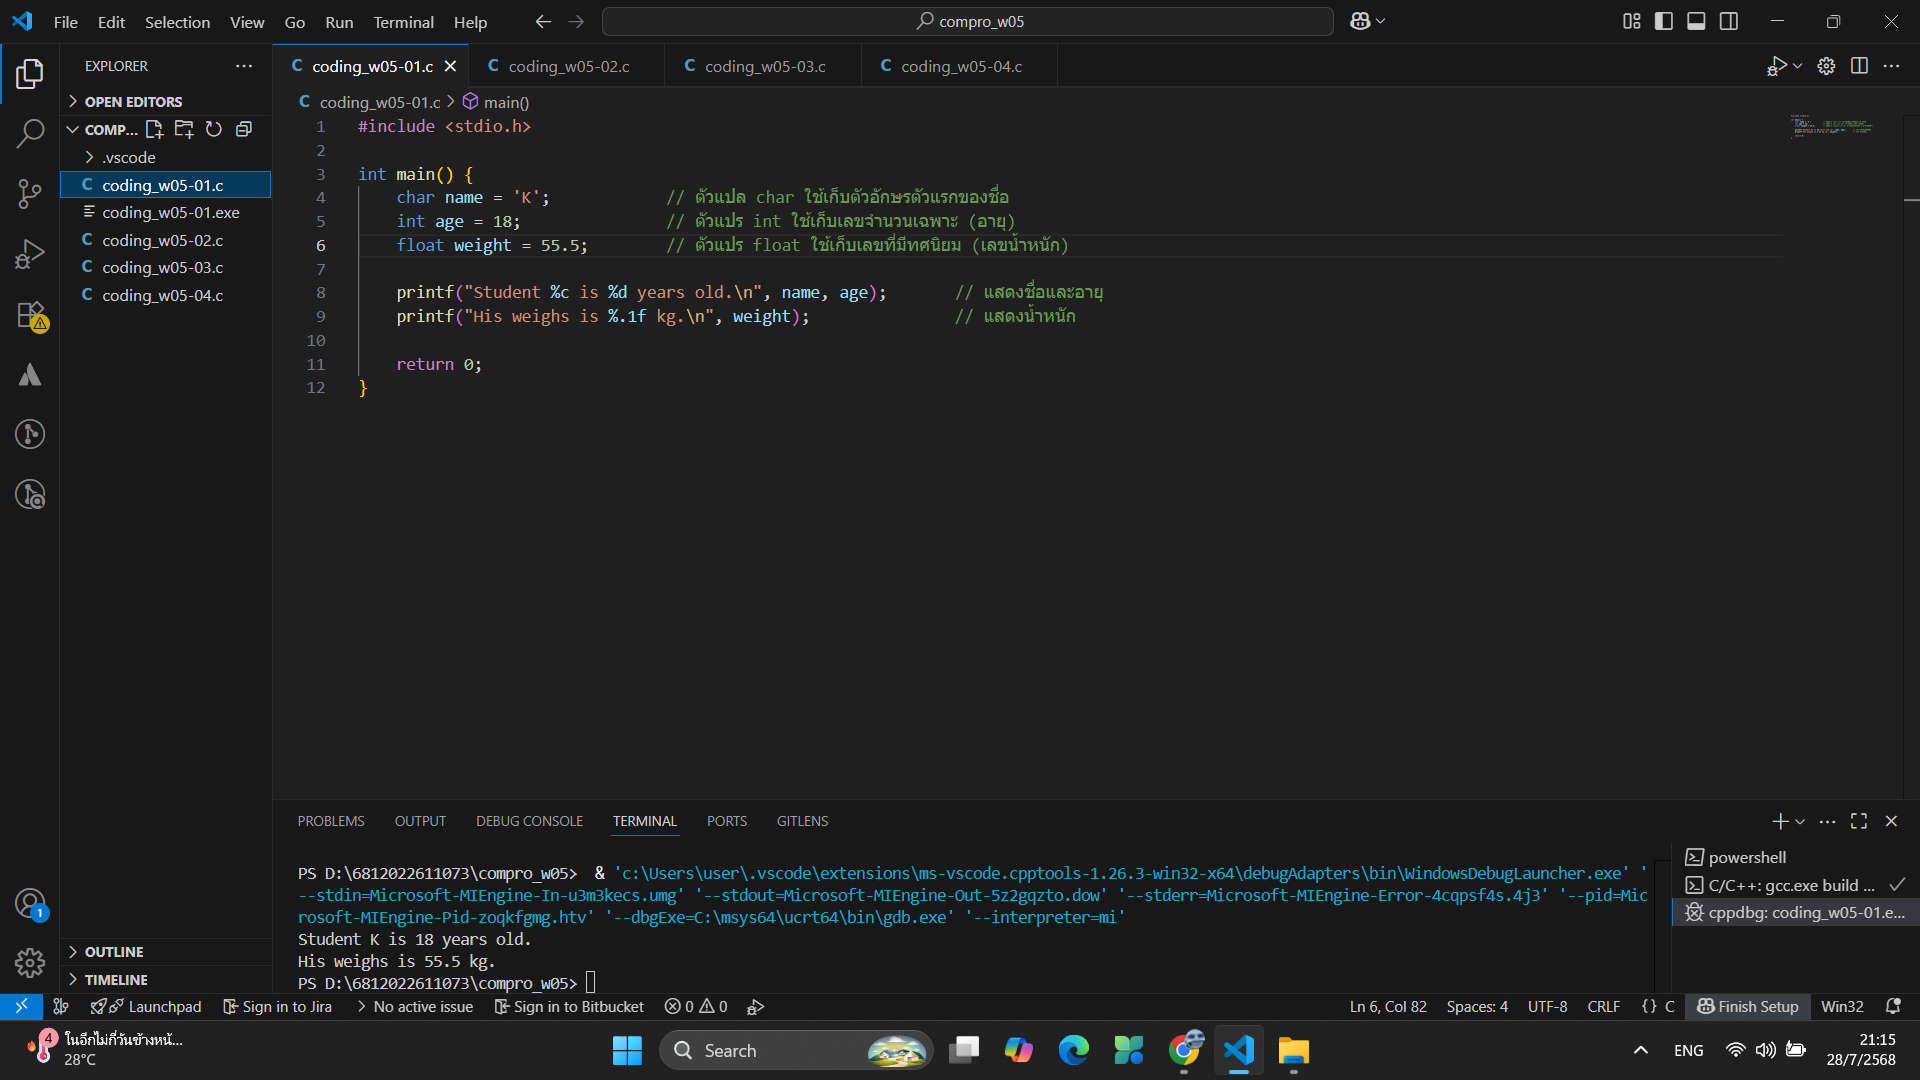 File Edit Selection View Go Run Terminal Help
compro_w05
EXPLORER
OPEN EDITORS
COMP...
.vscode
coding_w05-01.c
coding_w05-01.exe
coding_w05-02.c
coding_w05-03.c
coding_w05-04.c
OUTLINE
TIMELINE
C coding_w05-01.c
C coding_w05-02.c
C coding_w05-03.c
C coding_w05-04.c
C coding_w05-01.c > main()
1 #include <stdio.h>
2
3 int main() {
4 char name = 'K'; // ตัวแปล char ใช้เก็บตัวอักษรตัวแรกของชื่อ
5 int age = 18; // ตัวแปร int ใช้เก็บเลขจำนวนเฉพาะ (อายุ)
6 float weight = 55.5; // ตัวแปร float ใช้เก็บเลขที่มีทศนิยม (เลขน้ำหนัก)
7
8 printf("Student %c is %d years old.\n", name, age); // แสดงชื่อและอายุ
9 printf("His weighs is %.1f kg.\n", weight); // แสดงน้ำหนัก
10
11 return 0;
12 }
PROBLEMS OUTPUT DEBUG CONSOLE TERMINAL PORTS GITLENS
PS D:\6812022611073\compro_w05> & 'c:\Users\user\.vscode\extensions\ms-vscode.cpptools-1.26.3-win32-x64\debugAdapters\bin\WindowsDebugLauncher.exe' '
--stdin=Microsoft-MIEngine-In-u3m3kecs.umg' '--stdout=Microsoft-MIEngine-Out-5z2gqzto.dow' '--stderr=Microsoft-MIEngine-Error-4cqpsf4s.4j3' '--pid=Mic
rosoft-MIEngine-Pid-zoqkfgmg.htv' '--dbgExe=C:\msys64\ucrt64\bin\gdb.exe' '--interpreter=mi'
Student K is 18 years old.
His weighs is 55.5 kg.
PS D:\6812022611073\compro_w05>
powershell
C/C++: gcc.exe build ...
cppdbg: coding_w05-01.e...
1
Launchpad Sign in to Jira > No active issue Sign in to Bitbucket 0 0 Ln 6, Col 82 Spaces: 4 UTF-8 CRLF {} C Finish Setup Win32
4
ในอีกไม่กี่วันข้างหน้...
28°C
Search
ENG
21:15
28/7/2568